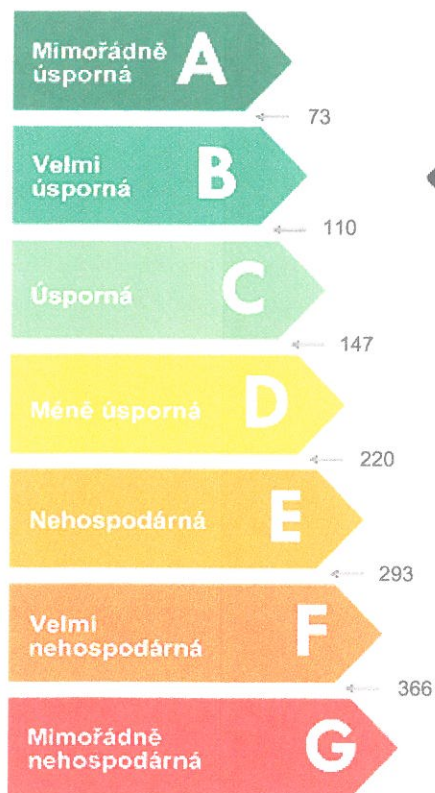 Mimořádně
úsporná
A
73
Velmi
úsporná
B
110
Úsporná
C
147
Méně úsporná
D
220
Nehospodárná
E
293
Velmi
nehospodárná
F
366
Mimořádně
nehospodárná
G